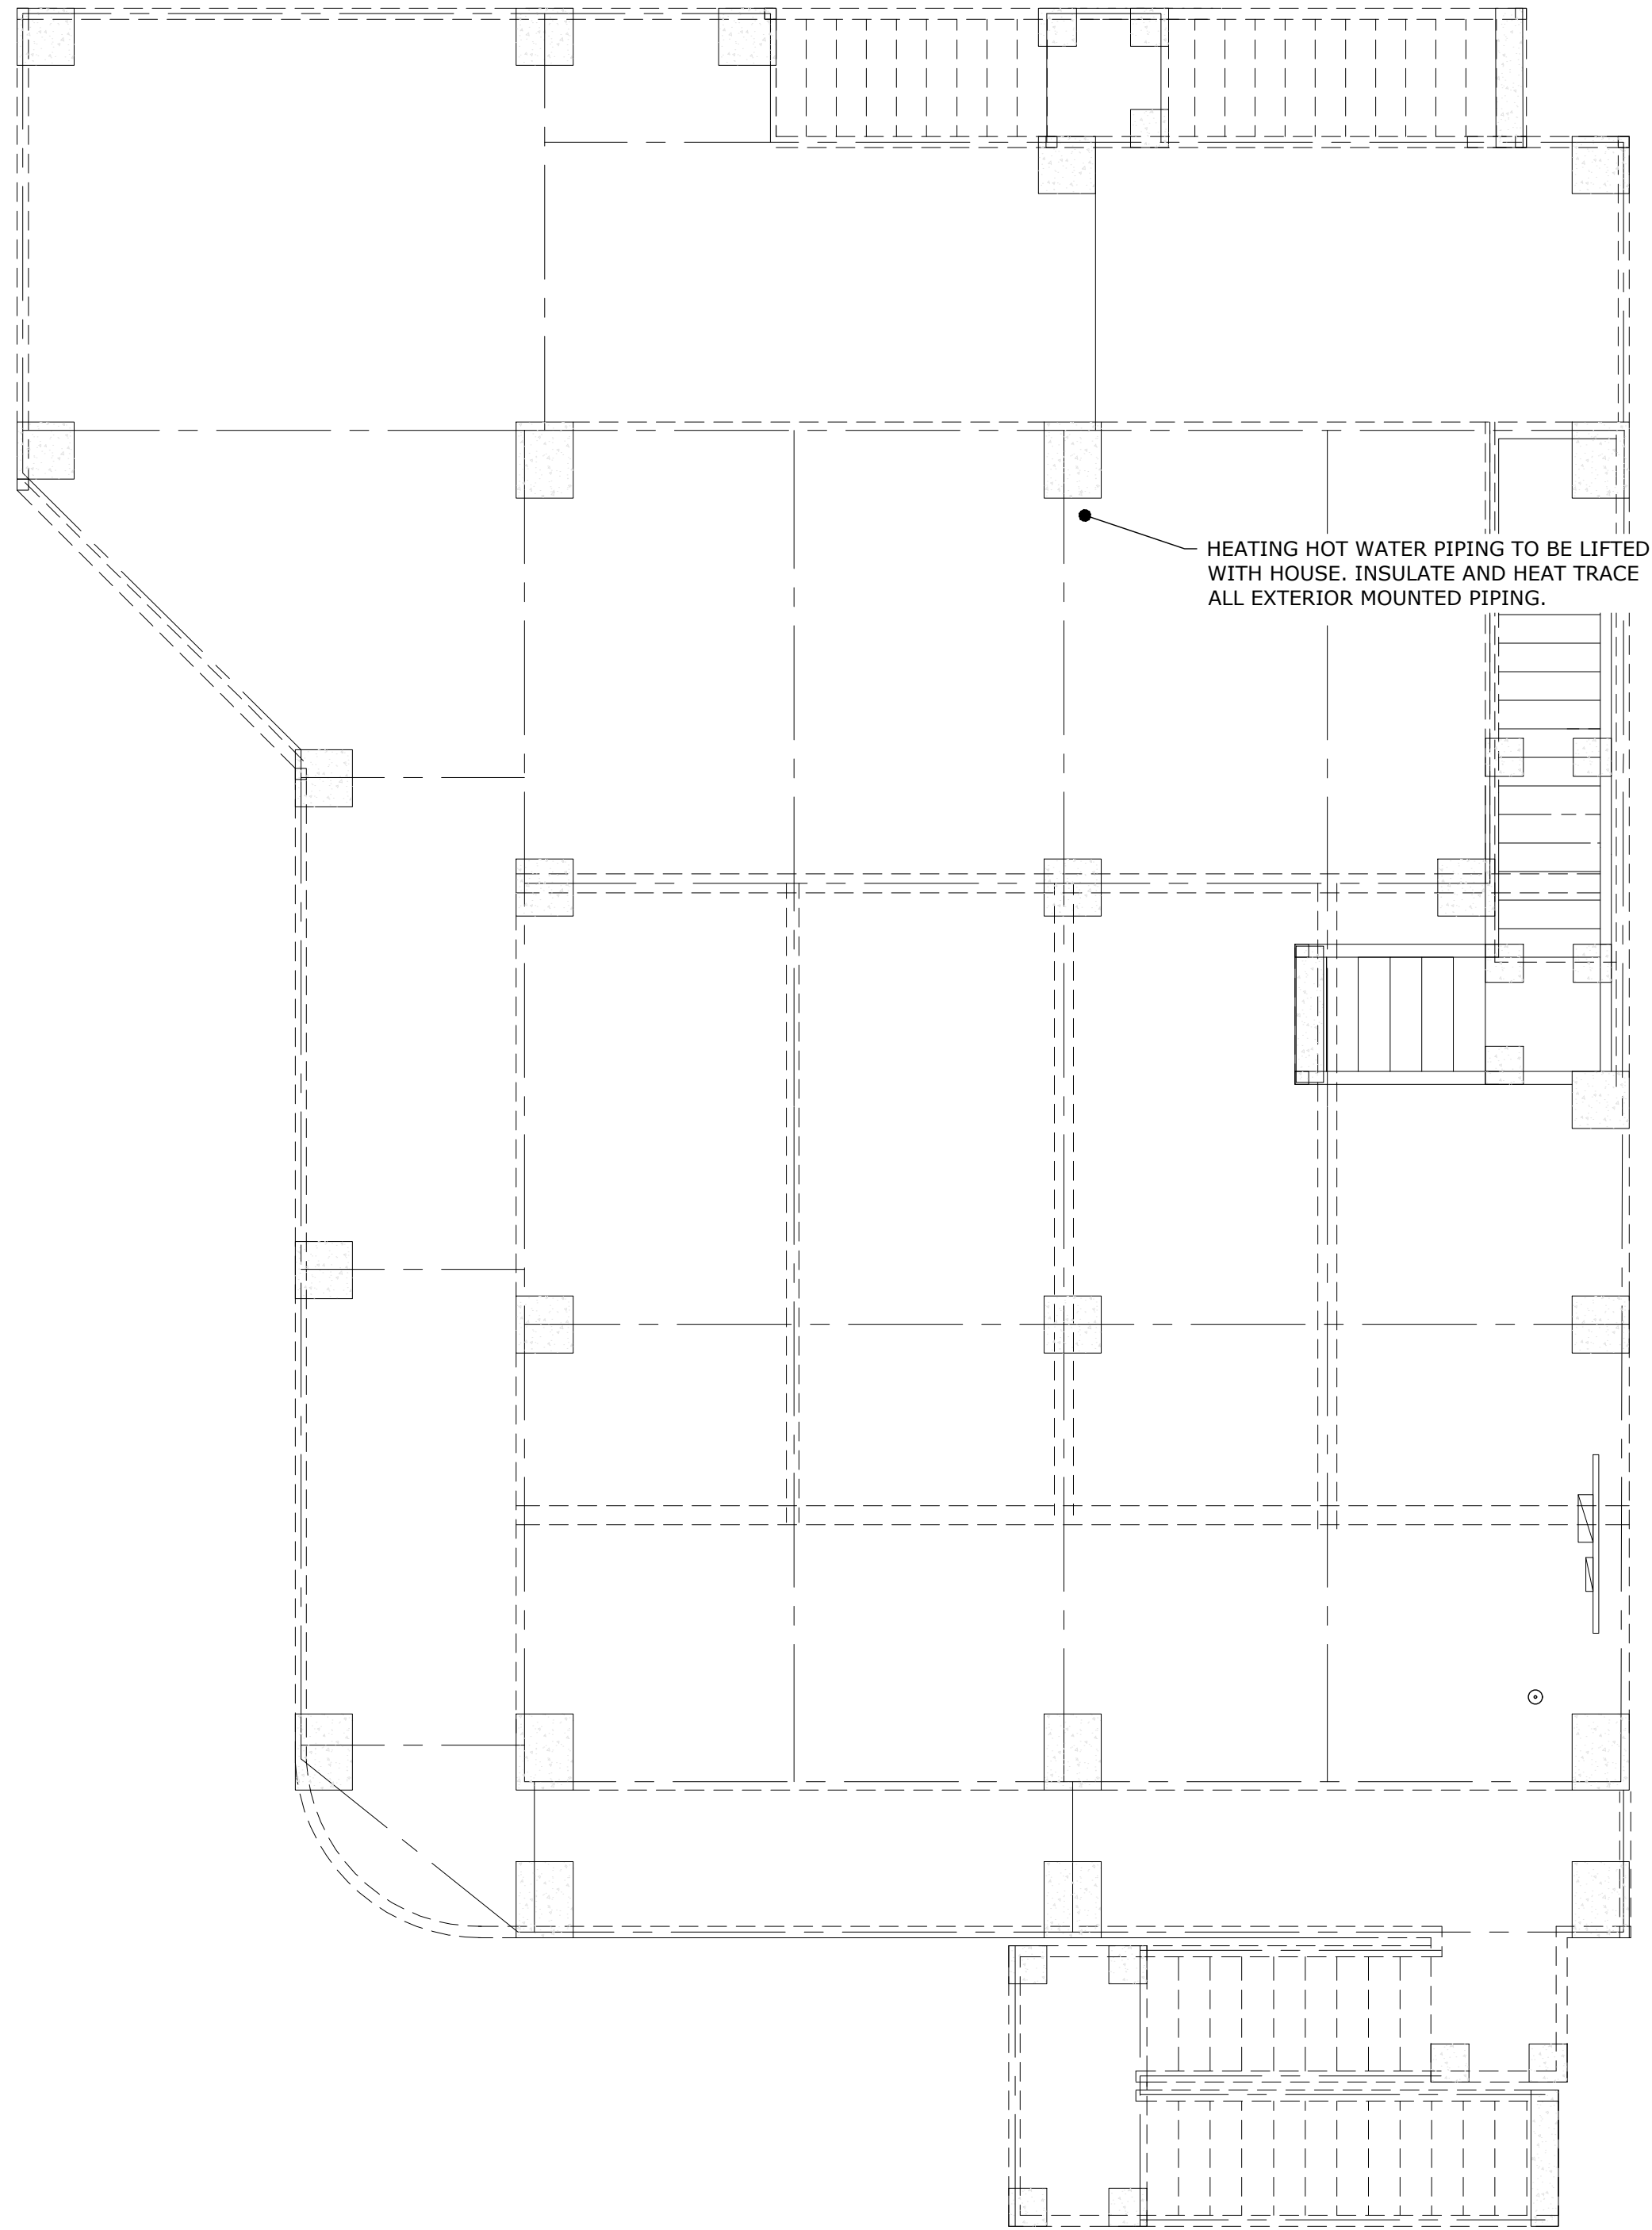 HEATING HOT WATER PIPING TO BE LIFTED
WITH HOUSE. INSULATE AND HEAT TRACE
ALL EXTERIOR MOUNTED PIPING.